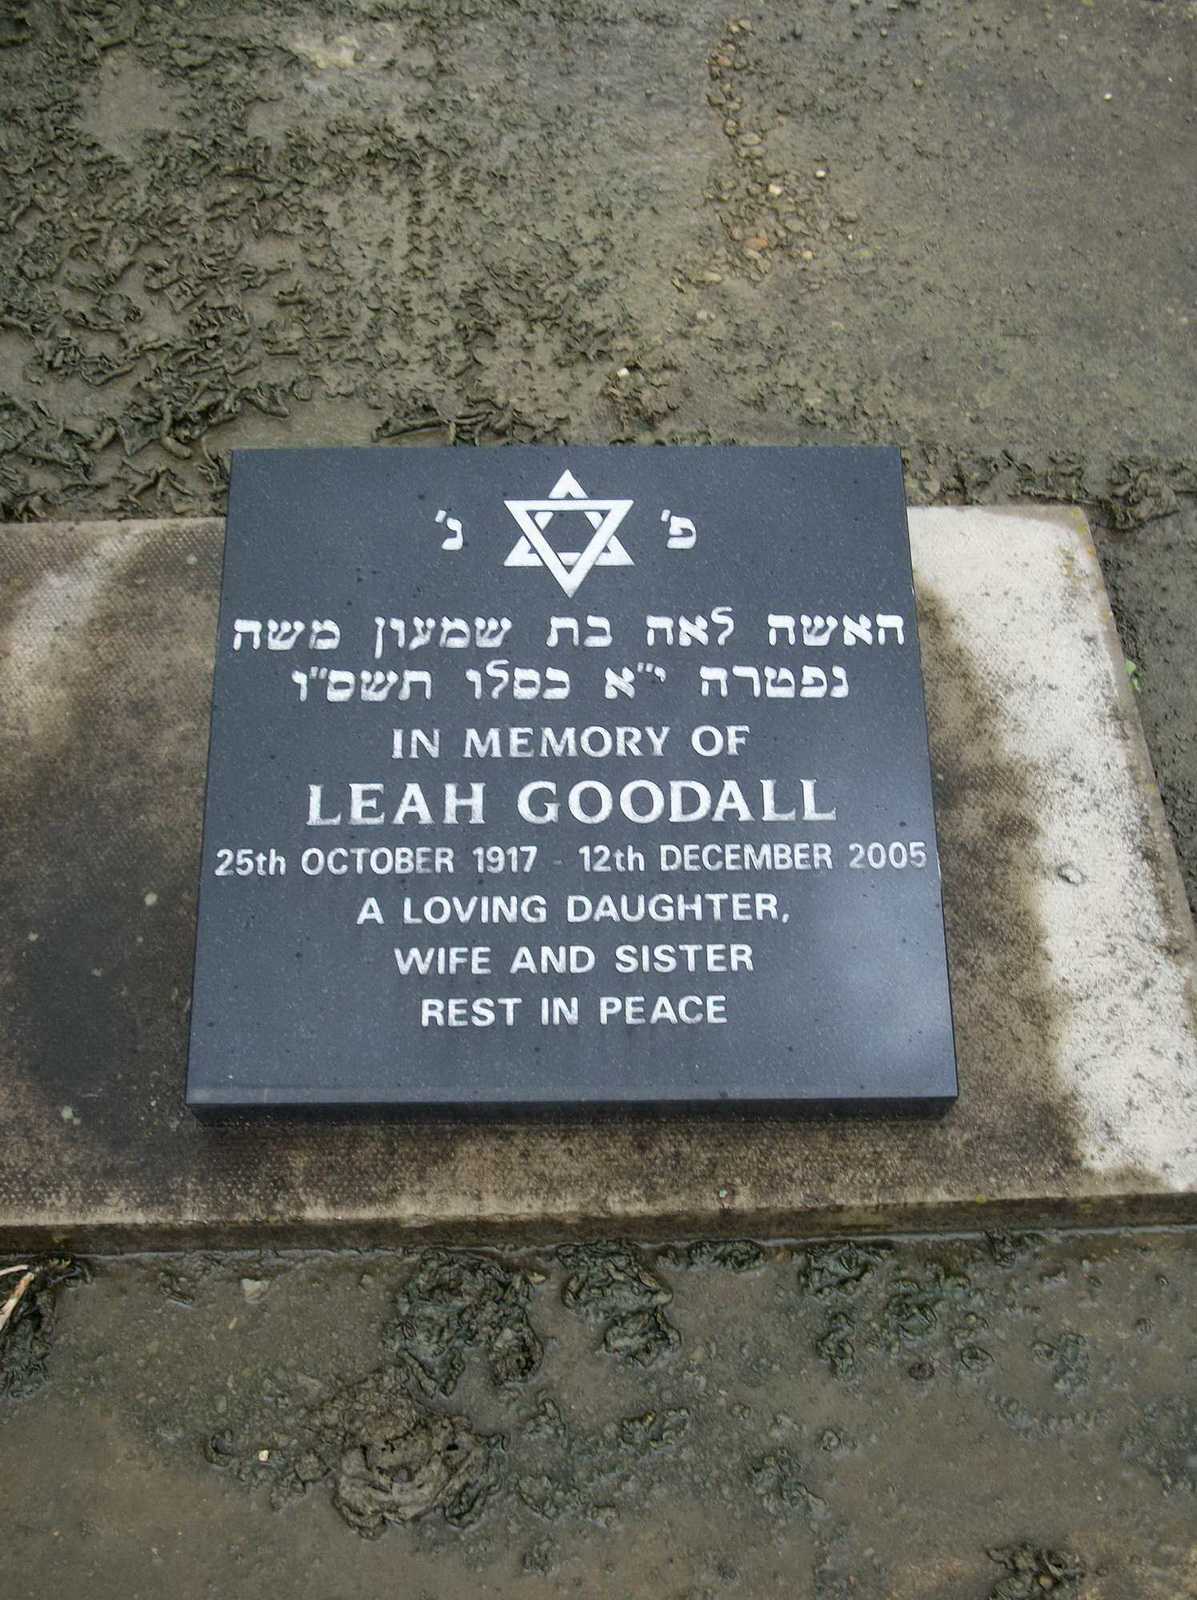 פ׳ נ׳
האשה לאה בת שמעון משה
נפטרה י״א כסלו תשס״ו
IN MEMORY OF
LEAH GOODALL
25th OCTOBER 1917 - 12th DECEMBER 2005
A LOVING DAUGHTER,
WIFE AND SISTER
REST IN PEACE